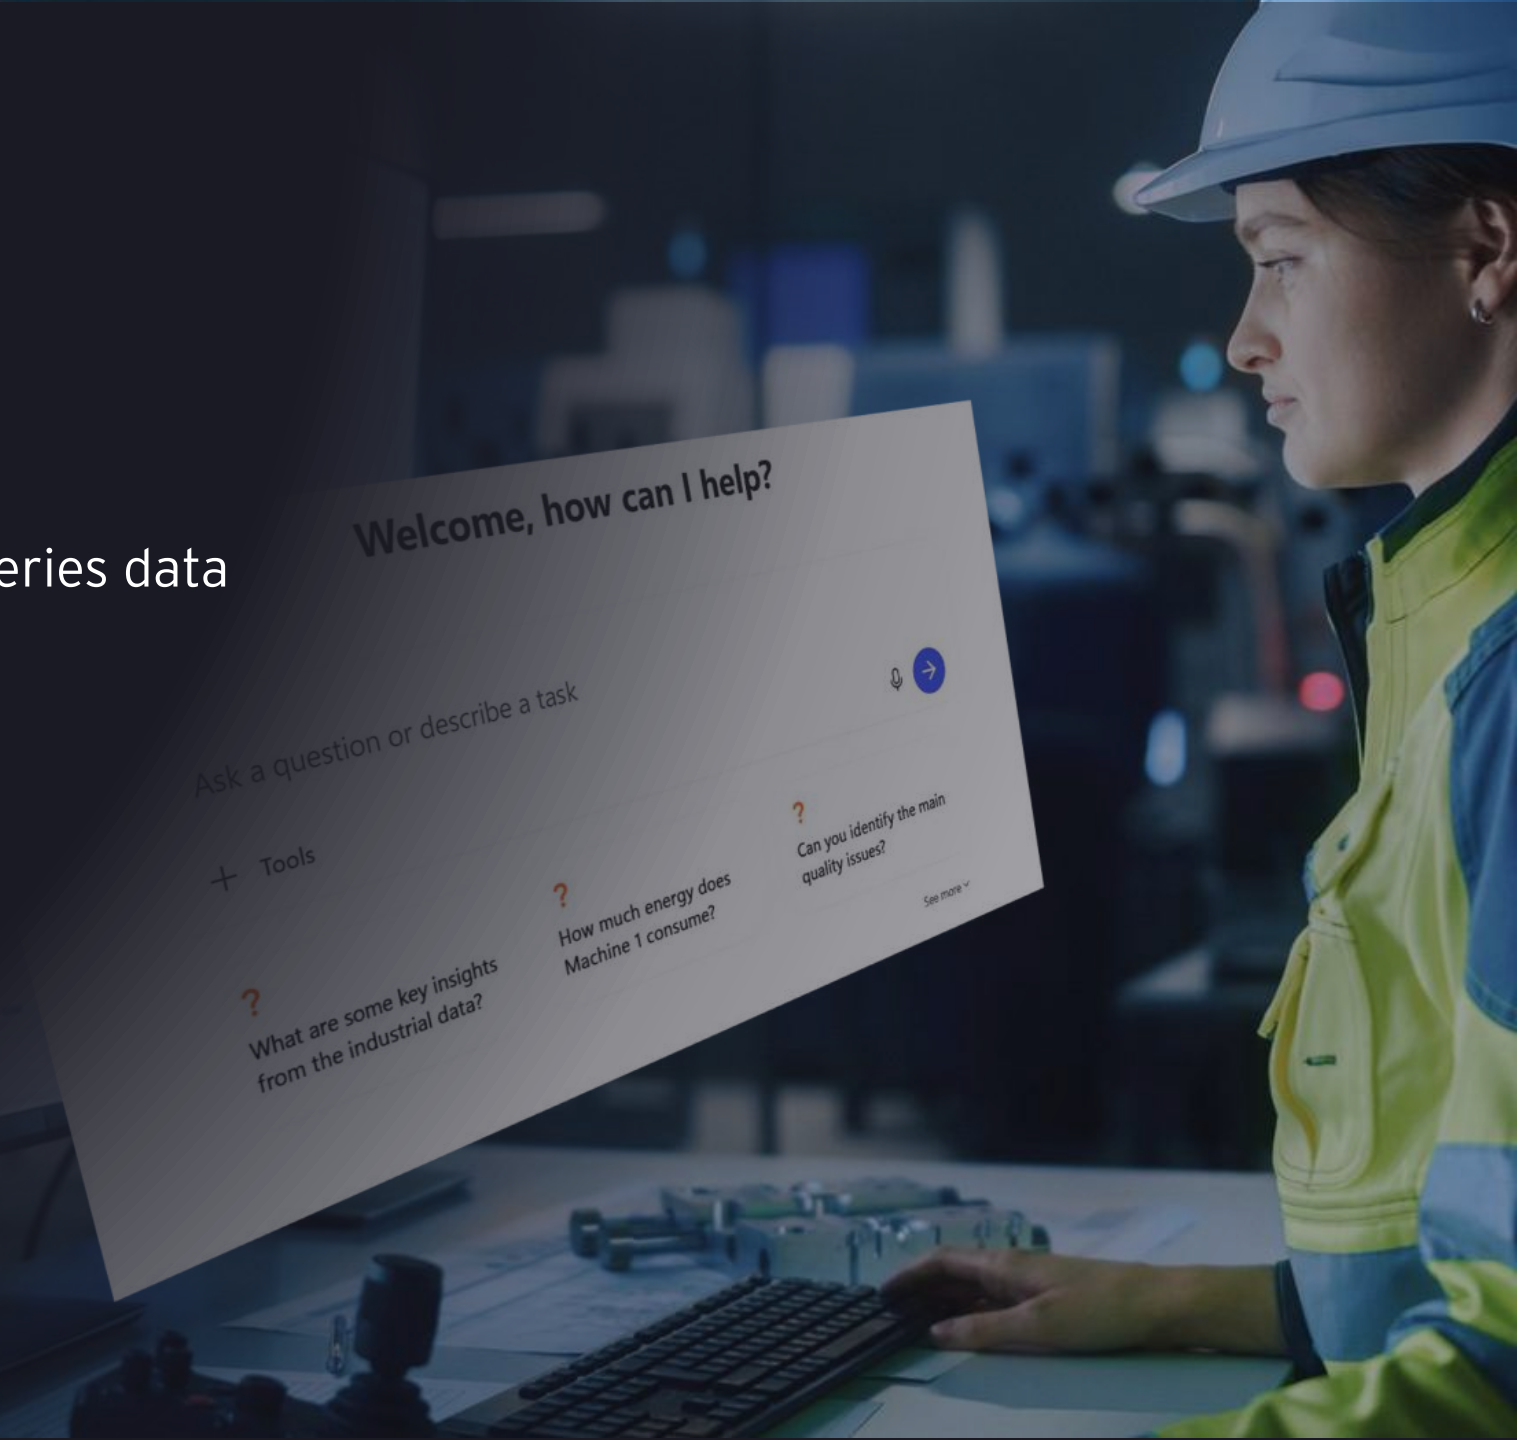 eries data
Welcome, how can I help?
Ask a question or describe a task
Tools
?
What are some key insights
from the industrial data?
?
How much energy does
Machine 1 consume?
?
Can you identify the main
quality issues?
See more